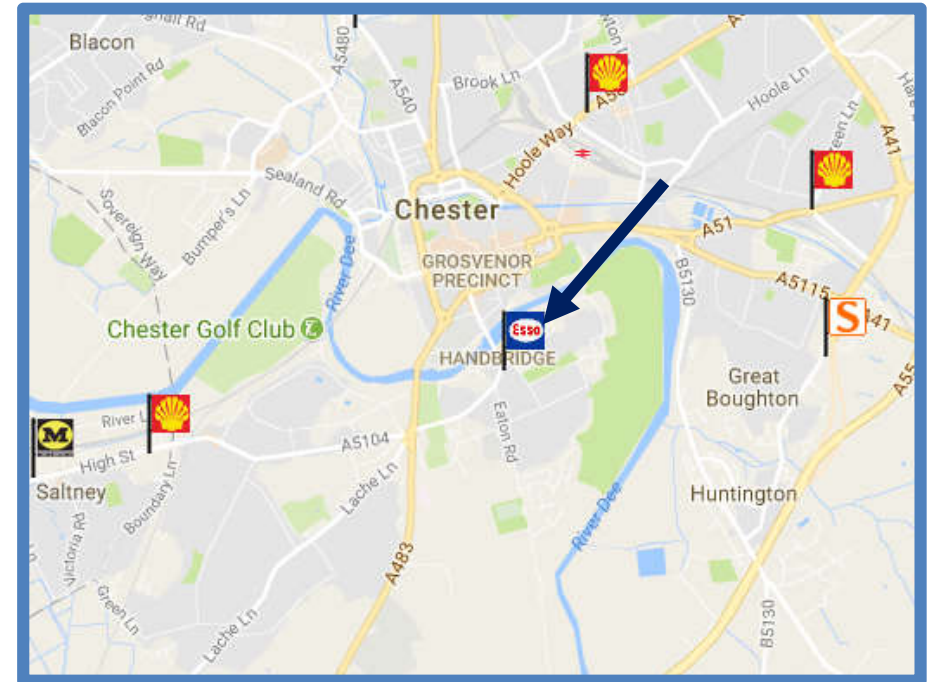 Blacon
Blacon Point Rd
A5480
A540
Brook Ln
Hoole Way
Hoole Ln
Green Ln
A41
Sealand Rd
Sovereign Way
Bumper's Ln
River Dee
Chester
GROSVENOR
PRECINCT
A51
B5130
A5115
Chester Golf Club
Esso
HANDBRIDGE
S
Great
Boughton
M
High St
Saltney
A5104
Eaton Rd
Boundary Ln
Lache Ln
Huntington
River Dee
Victoria Rd
Green Ln
A483
Lache Ln
B5130